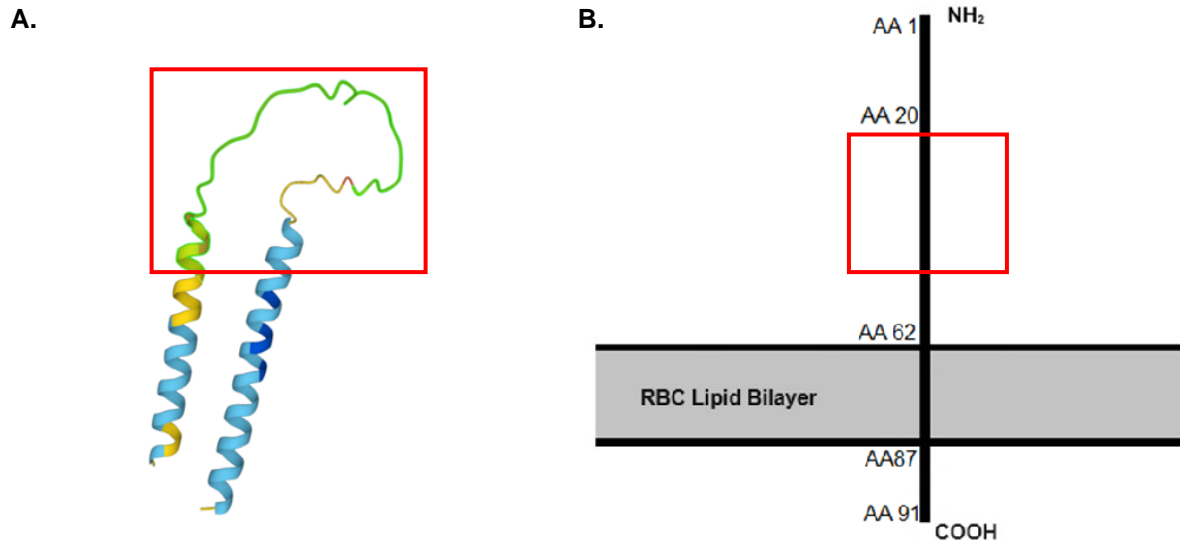 A.
B.
NH₂
AA 1
AA 20
AA 62
RBC Lipid Bilayer
AA87
AA 91
COOH